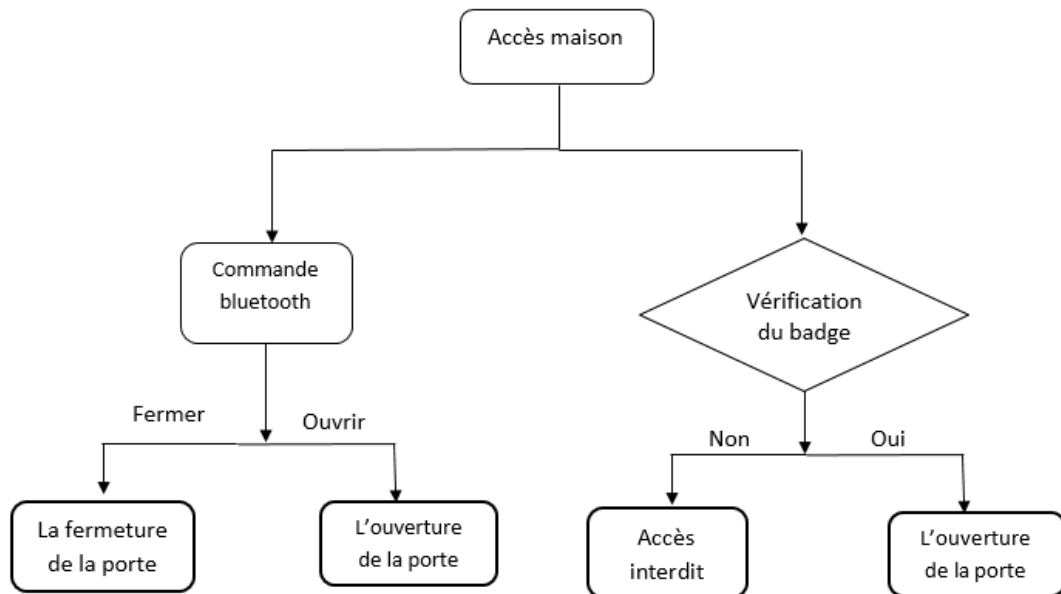 Accès maison
Commande
bluetooth
Vérification
du badge
Fermer
Ouvrir
Non
Oui
La fermeture
de la porte
L'ouverture
de la porte
Accès
interdit
L'ouverture
de la porte